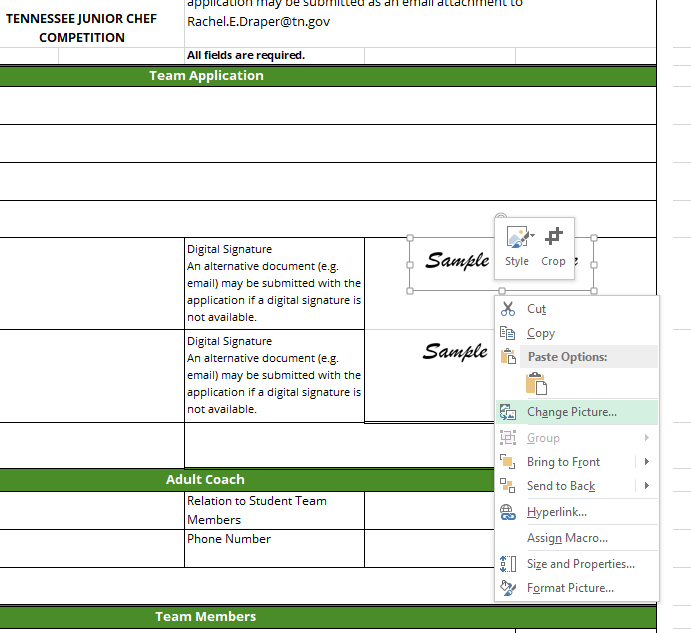 application may be submitted as an email attachment to
TENNESSEE JUNIOR CHEF
COMPETITION
Rachel.E.Draper@tn.gov
All fields are required.
Team Application
Digital Signature
An alternative document (e.g.
email) may be submitted with the
application if a digital signature is
not available.
Sample
Style
Crop
Digital Signature
An alternative document (e.g.
email) may be submitted with the
application if a digital signature is
not available.
Sample
Cut
Copy
Paste Options:
Change Picture...
Group
Bring to Front
Send to Back
Hyperlink...
Assign Macro...
Size and Properties...
Format Picture...
Adult Coach
Relation to Student Team
Members
Phone Number
Team Members